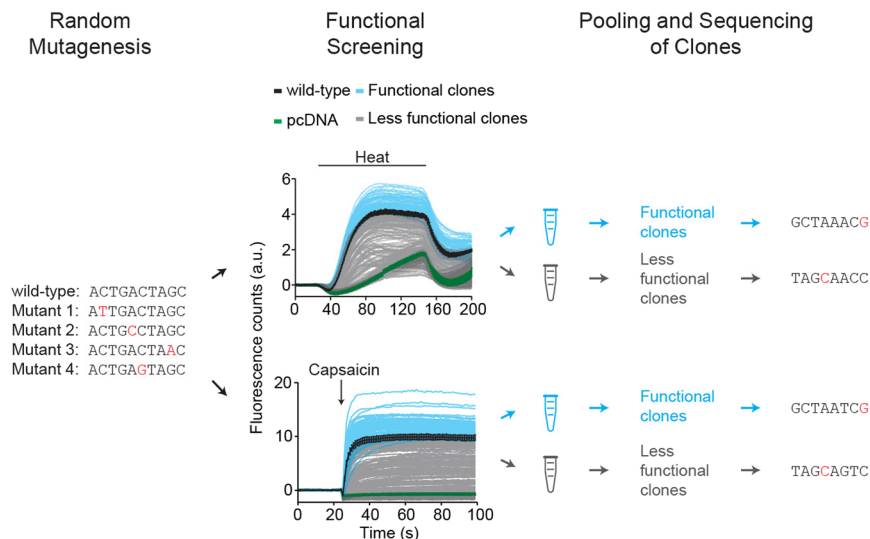 Random
Mutagenesis
Functional
Screening
Pooling and Sequencing
of Clones
wild-type
Functional clones
pcDNA
Less functional clones
Heat
6
4
2
0
0 40 80 120 160 200
Fluorescence counts (a.u.)
wild-type: ACTGACTAGC
Mutant 1: ATTGACTAGC
Mutant 2: ACTGCCTAGC
Mutant 3: ACTGACTAAC
Mutant 4: ACTGAGTAGC
Functional
clones
GCTAAACG
Less
functional
clones
TAGCAACC
Capsaicin
20
10
0
0 20 40 60 80 100
Time (s)
Functional
clones
GCTAATCG
Less
functional
clones
TAGCAGTC